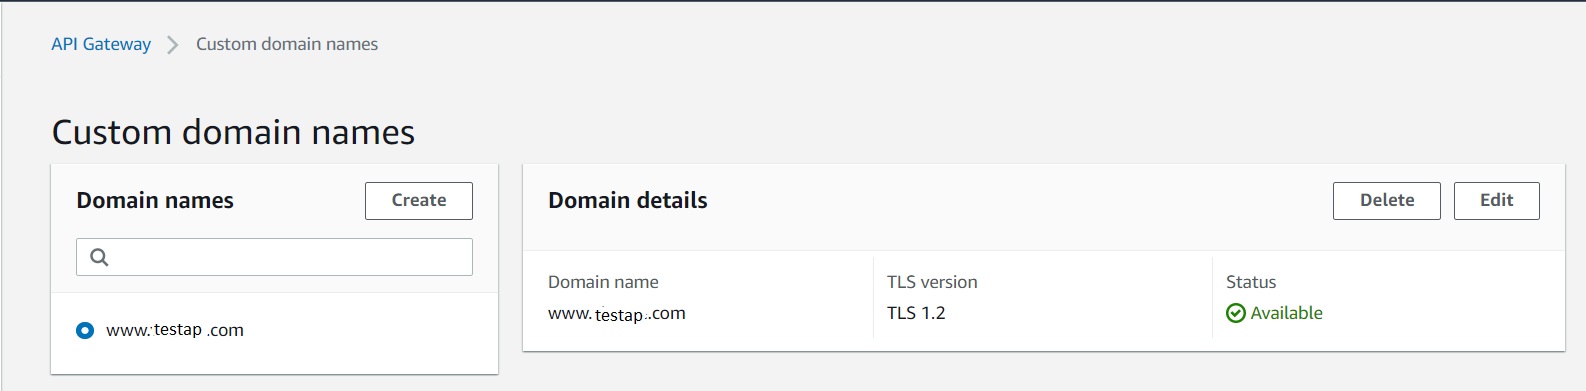 API Gateway > Custom domain names
Custom domain names
Domain names
Create
www.testap .com
Domain details
Delete
Edit
Domain name
TLS version
Status
www.testap.com
TLS 1.2
Available